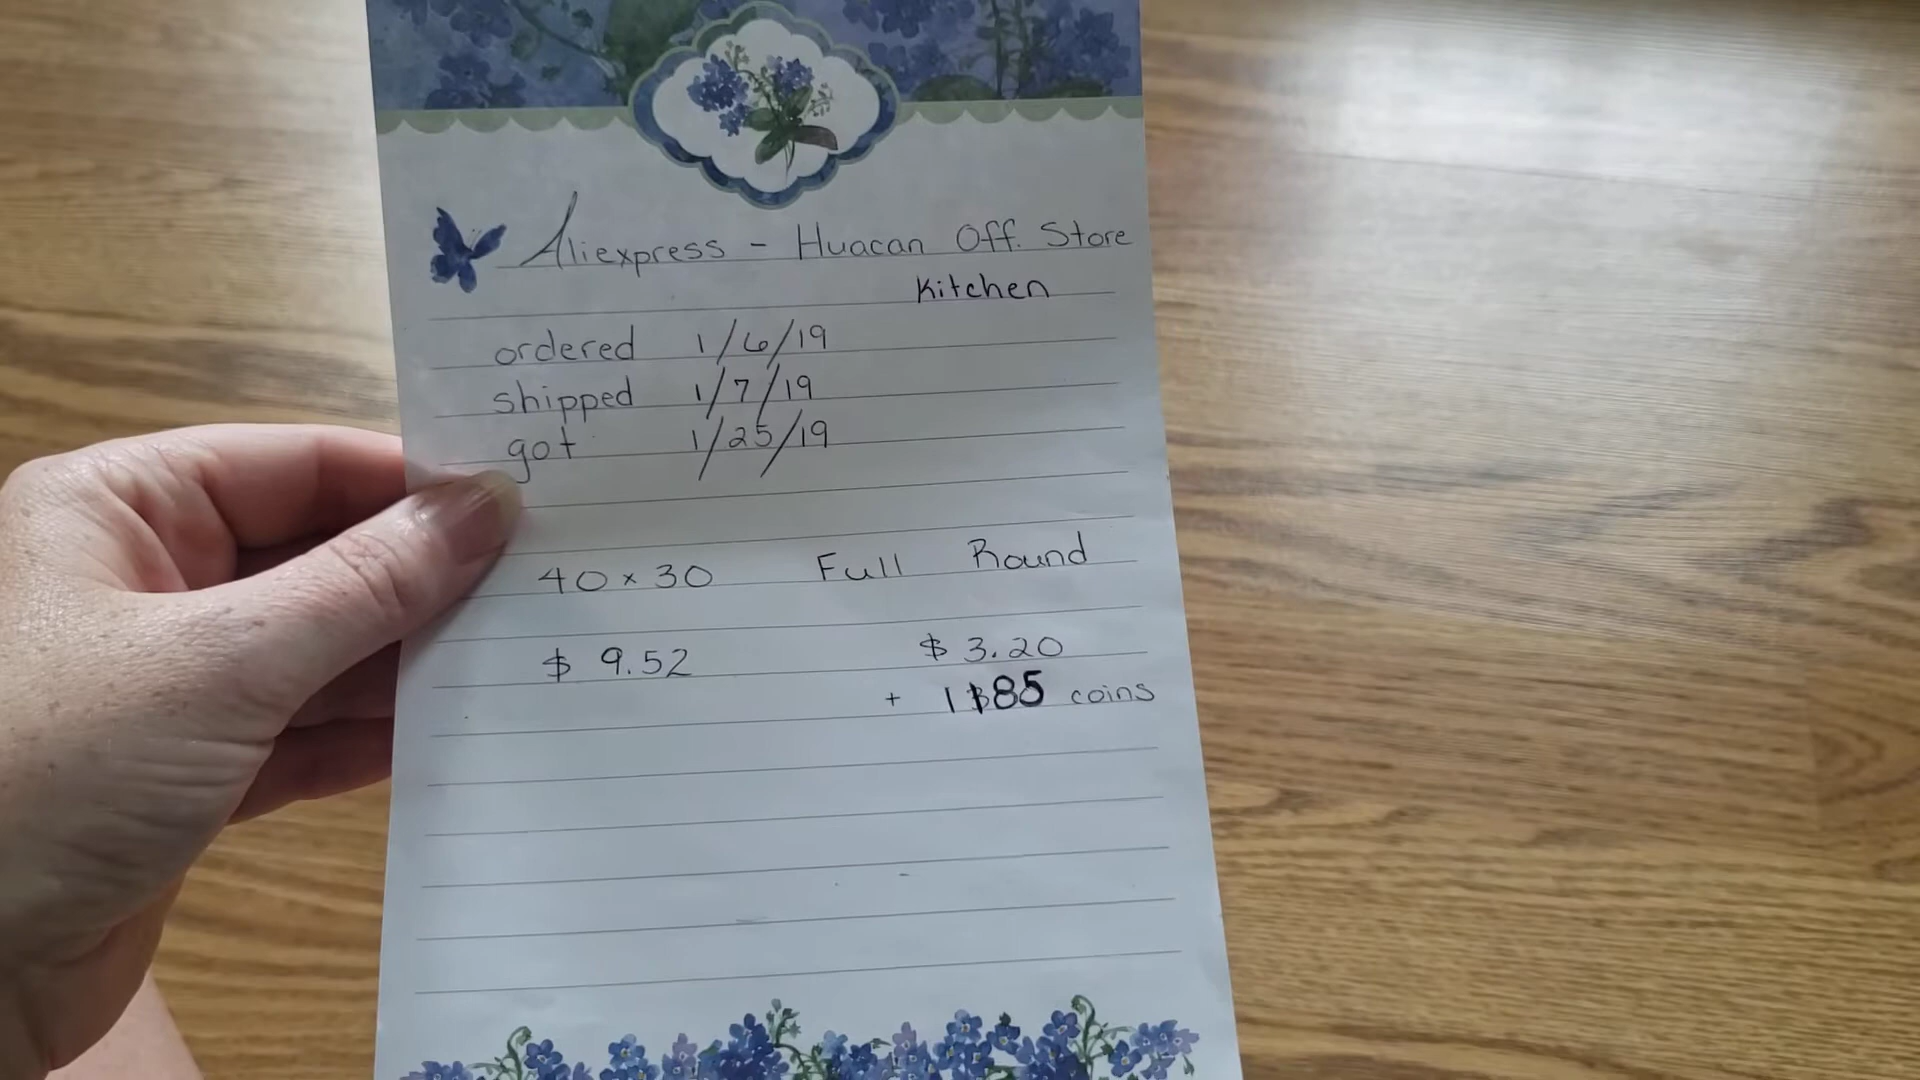 Aliexpress - Huacan Off. Store
Kitchen
ordered 1/6/19
shipped 1/7/19
got 1/25/19
40 x 30 Full Round
$ 9.52 $ 3.20
+ coins